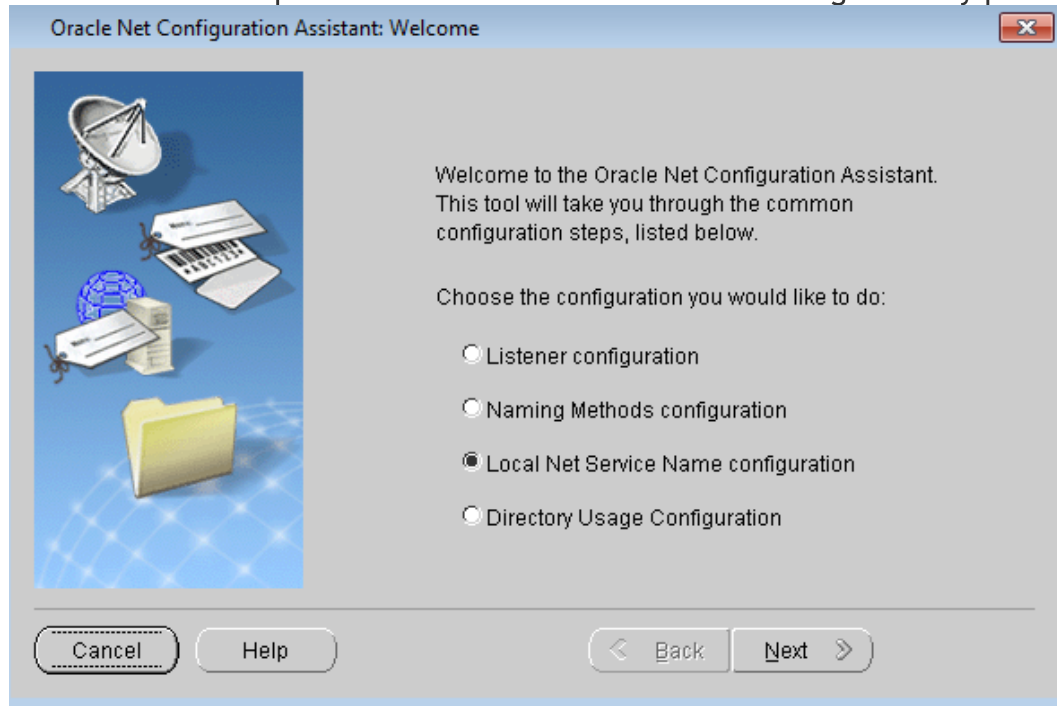 Oracle Net Configuration Assistant: Welcome
Welcome to the Oracle Net Configuration Assistant.
This tool will take you through the common
configuration steps, listed below.
Choose the configuration you would like to do:
Listener configuration
Naming Methods configuration
Local Net Service Name configuration
Directory Usage Configuration
Cancel
Help
Back
Next